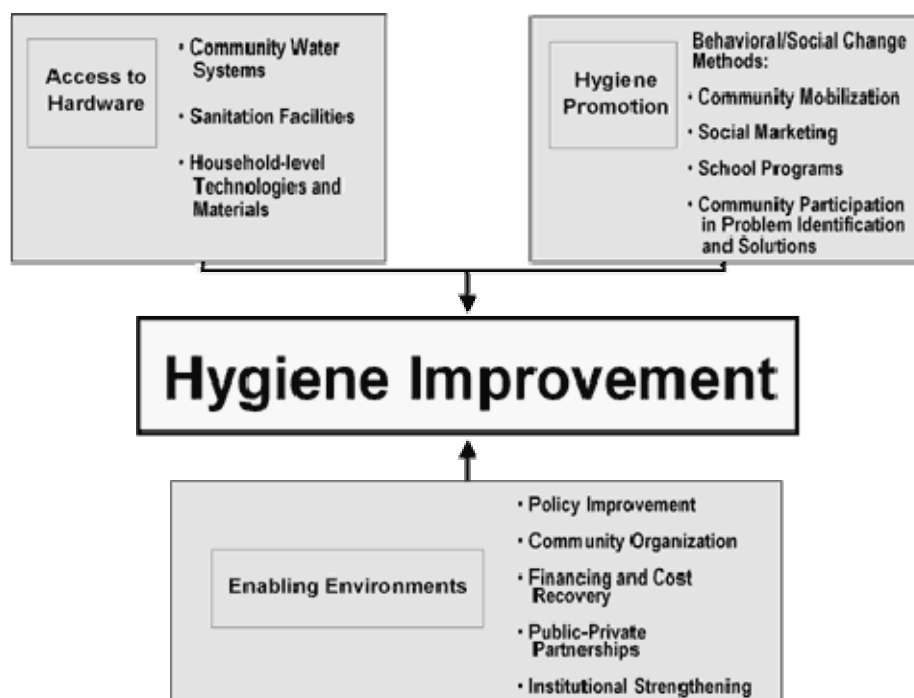 Access to
Hardware
• Community Water
Systems
• Sanitation Facilities
• Household-level
Technologies and
Materials
Hygiene
Promotion
Behavioral/Social Change
Methods:
• Community Mobilization
• Social Marketing
• School Programs
• Community Participation
in Problem Identification
and Solutions
Hygiene Improvement
Enabling Environments
• Policy Improvement
• Community Organization
• Financing and Cost
Recovery
• Public-Private
Partnerships
• Institutional Strengthening